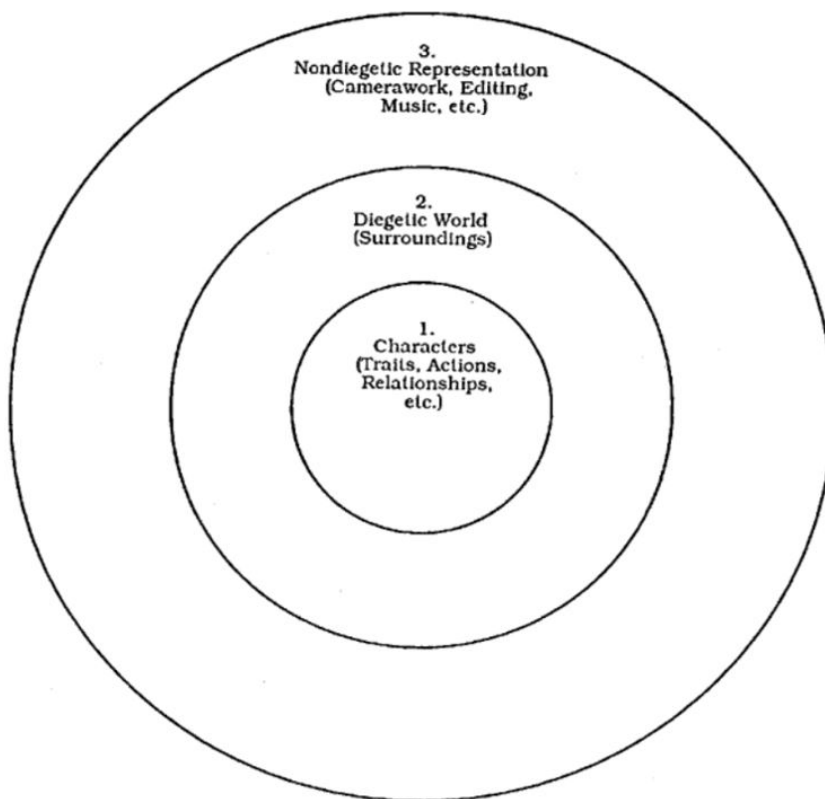 3.
Nondiegetic Representation
(Camerawork, Editing,
Music, etc.)
2.
Diegetic World
(Surroundings)
1.
Characters
(Traits, Actions,
Relationships,
etc.)